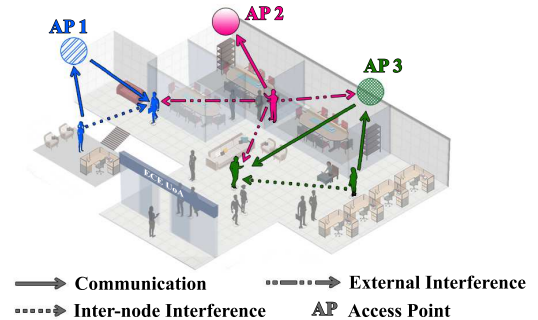 AP 1
AP 2
AP 3
ECE UoA
Communication
External Interference
Inter-node Interference
AP Access Point